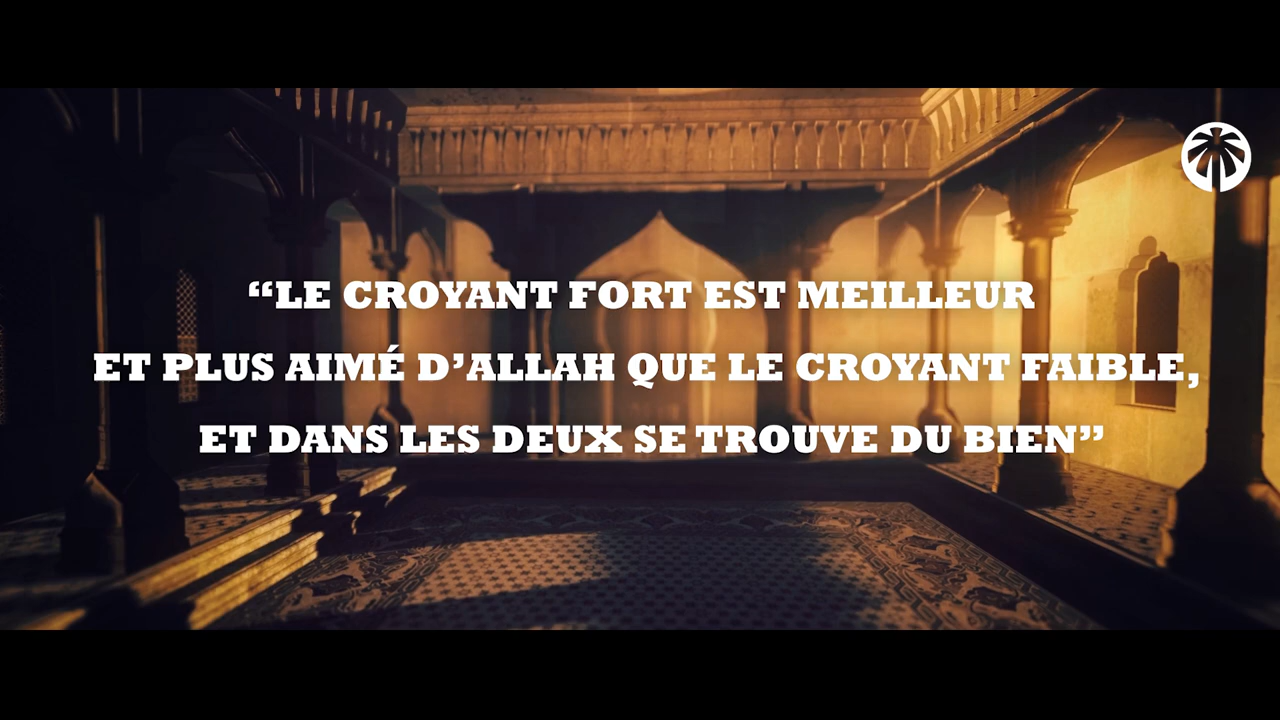 “LE CROYANT FORT EST MEILLEUR
ET PLUS AIMÉ D’ALLAH QUE LE CROYANT FAIBLE,
ET DANS LES DEUX SE TROUVE DU BIEN”